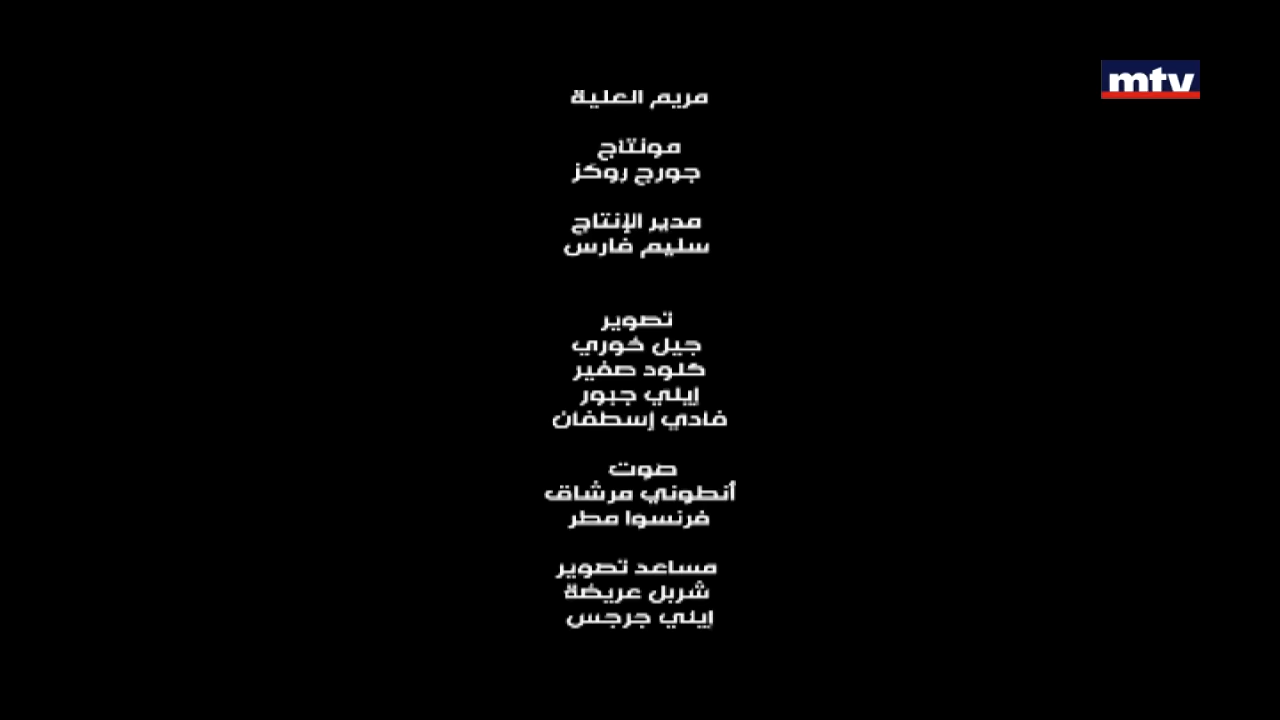 mtv
مريم العلية
مونتاج
جورج روكز
مدير الإنتاج
سليم فارس
تصوير
جيل خوري
كلود صفير
إيلي جبور
فادي إسطفان
صوت
أنطوني مرشاق
فرنسوا مطر
مساعد تصوير
شربل عريضة
إيلي جرجس